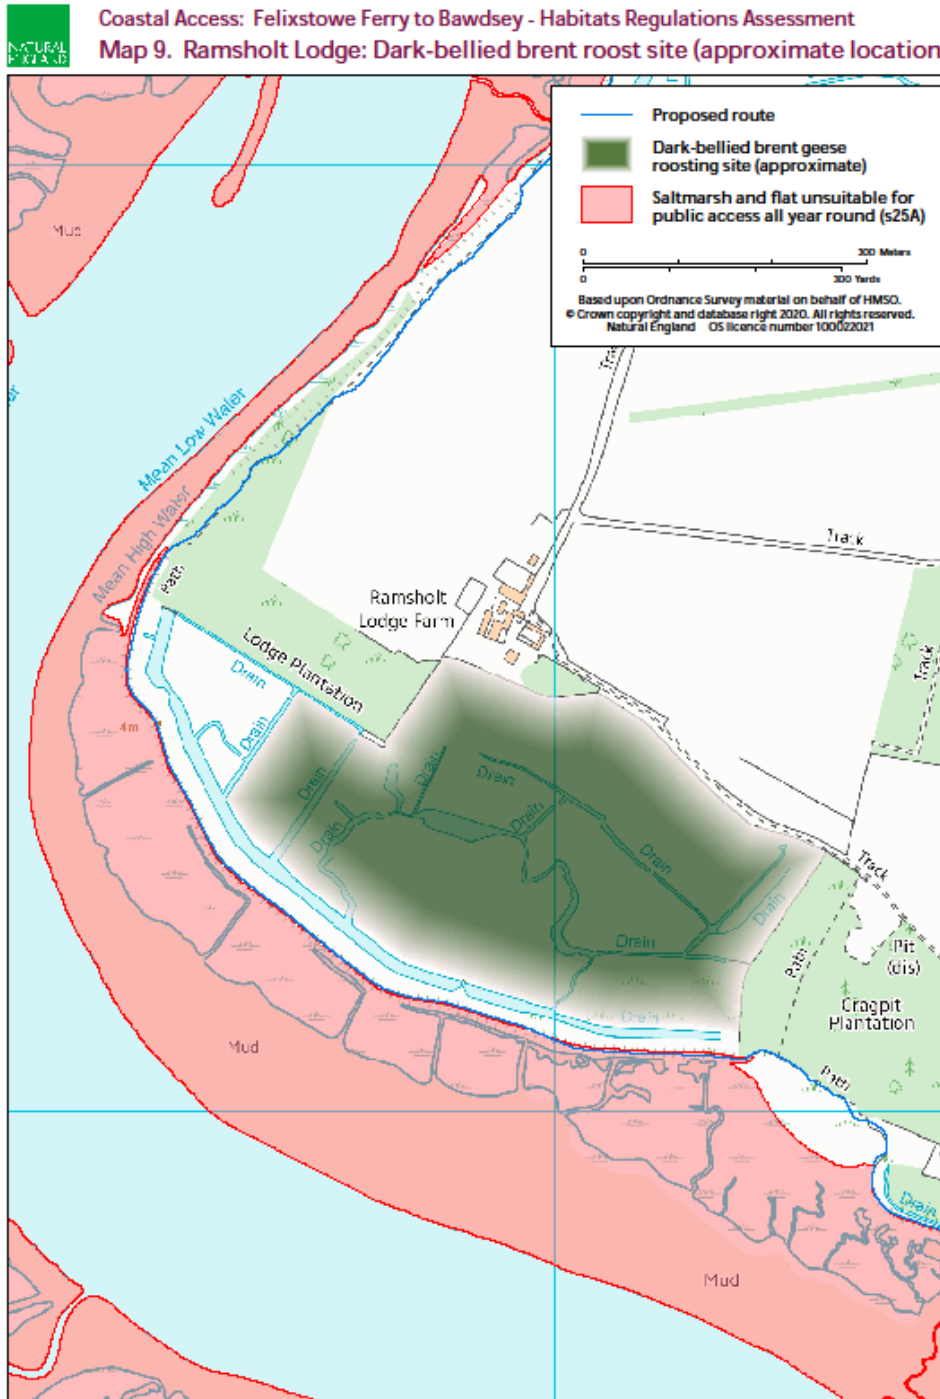 NATURAL
ENGLAND
Coastal Access: Felixstowe Ferry to Bawdsey - Habitats Regulations Assessment
Map 9. Ramsholt Lodge: Dark-bellied brent roost site (approximate location
Proposed route
Dark-bellied brent geese
roosting site (approximate)
Saltmarsh and flat unsuitable for
public access all year round (s25A)
0 300 Meters
0 300 Yards
Based upon Ordnance Survey material on behalf of HMSO.
© Crown copyright and database right 2020. All rights reserved.
Natural England OS licence number 100022021
Mud
Mean Low Water
Mean High Water
Path
Track
Ramsholt
Lodge Farm
Lodge Plantation
Drain
Drain
Drain
Drain
Drain
Drain
Drain
Drain
Drain
Drain
Drain
4m
Track
Track
Path
Pit
(dis)
Cragpit
Plantation
Path
Drain
Mud
Mud